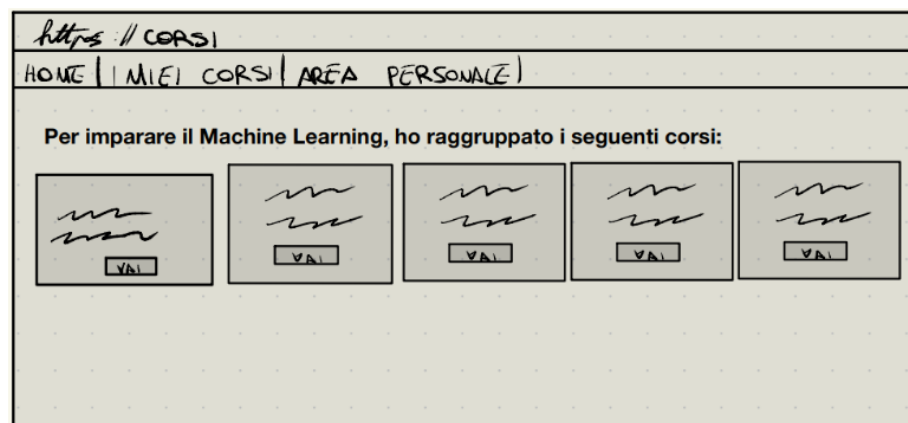 https://CORSI
HOME | I MIEI CORSI | AREA PERSONALE |
Per imparare il Machine Learning, ho raggruppato i seguenti corsi:
VAI
VAI
VAI
VAI
VAI